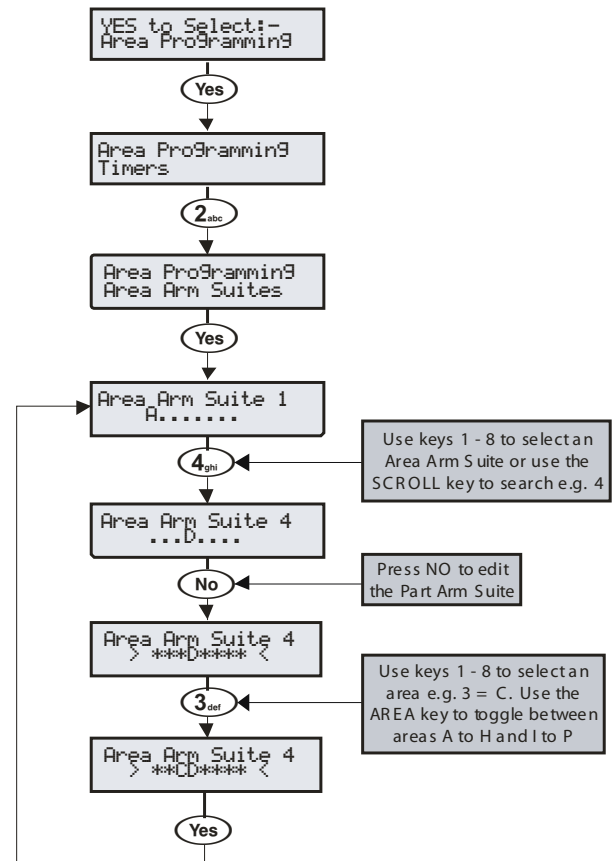 YES to Select:-
Area Programming
Yes
Area Programming
Timers
2abc
Area Programming
Area Arm Suites
Yes
Area Arm Suite 1
A.......
4ghi
Use keys 1 - 8 to select an
Area Arm Suite or use the
SCROLL key to search e.g. 4
Area Arm Suite 4
...D....
No
Press NO to edit
the Part Arm Suite
Area Arm Suite 4
> ***D**** <
3def
Use keys 1 - 8 to select an
area e.g. 3 = C. Use the
AREA key to toggle between
areas A to H and I to P
Area Arm Suite 4
> **CD**** <
Yes